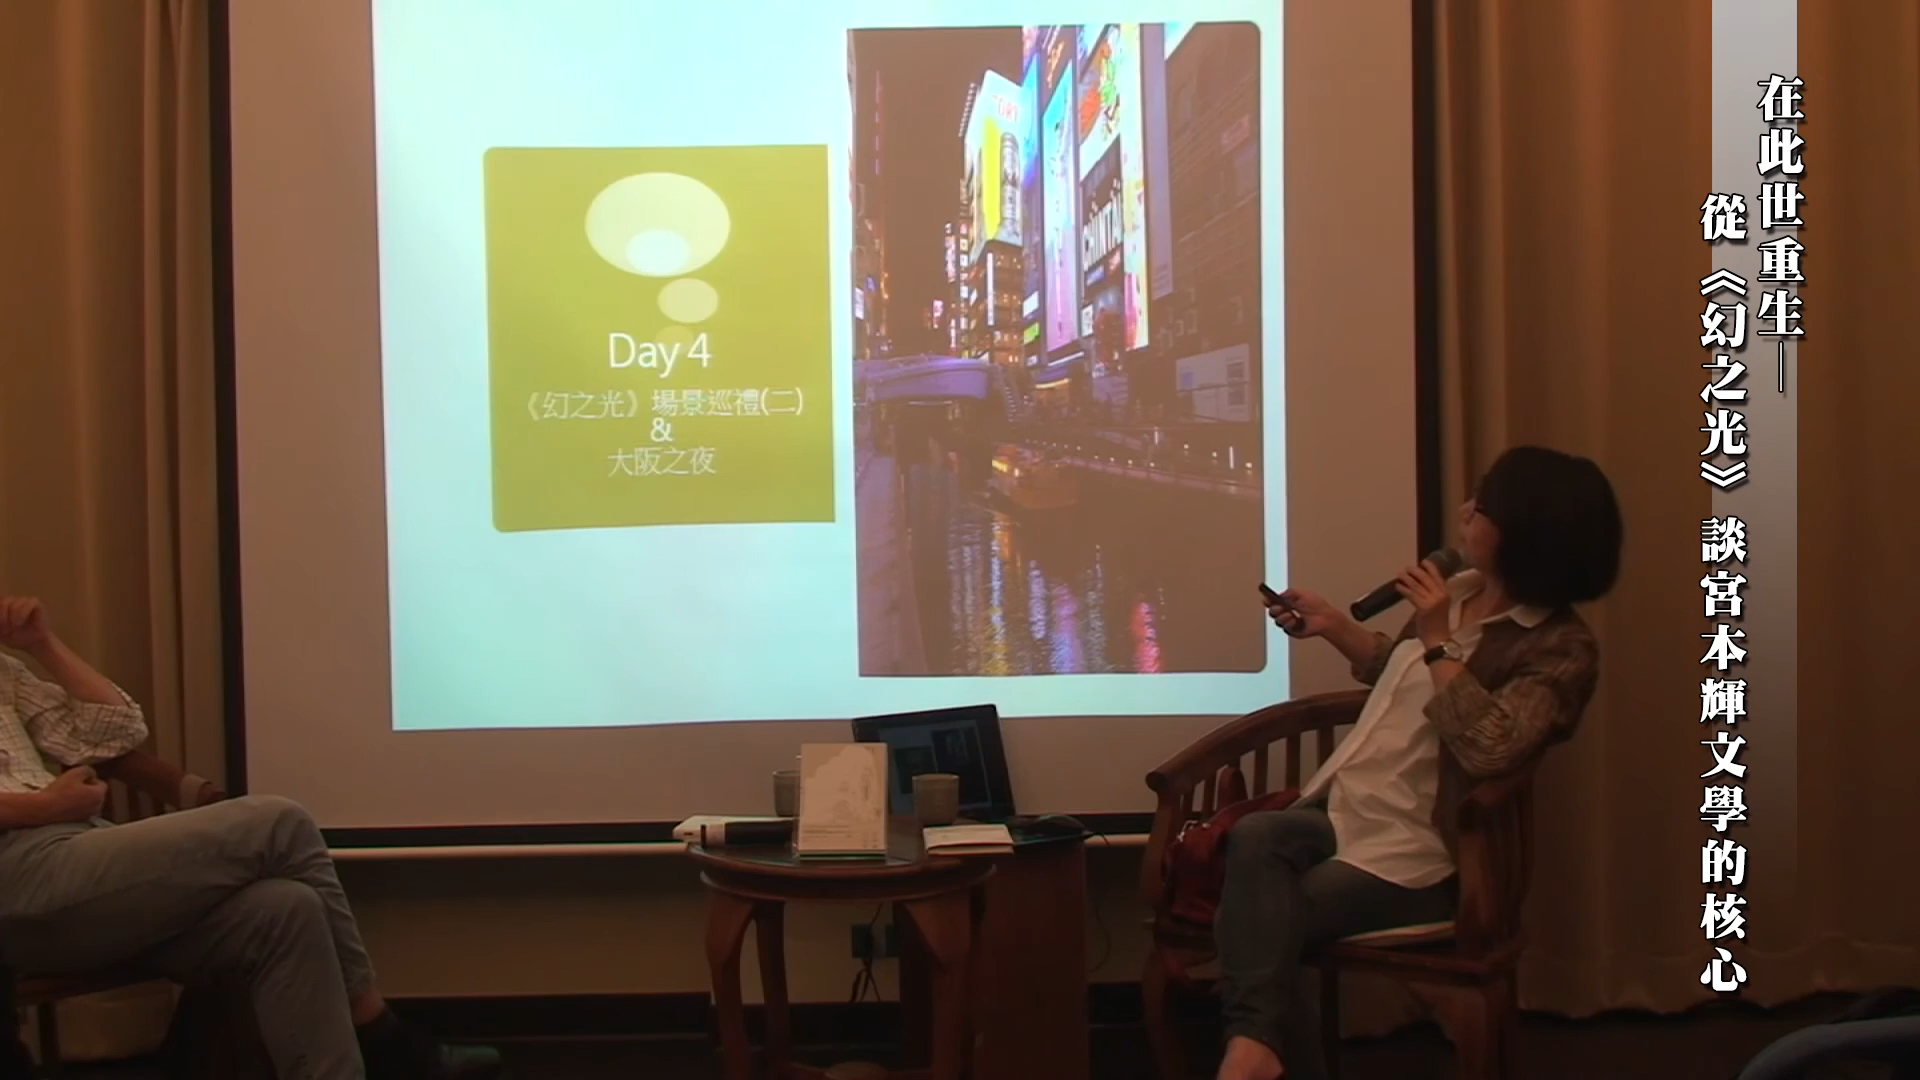 在此世重生—
從《幻之光》談宮本輝文學的核心
Day 4
《幻之光》場景巡禮(二)
&
大阪之夜
CHINTAI